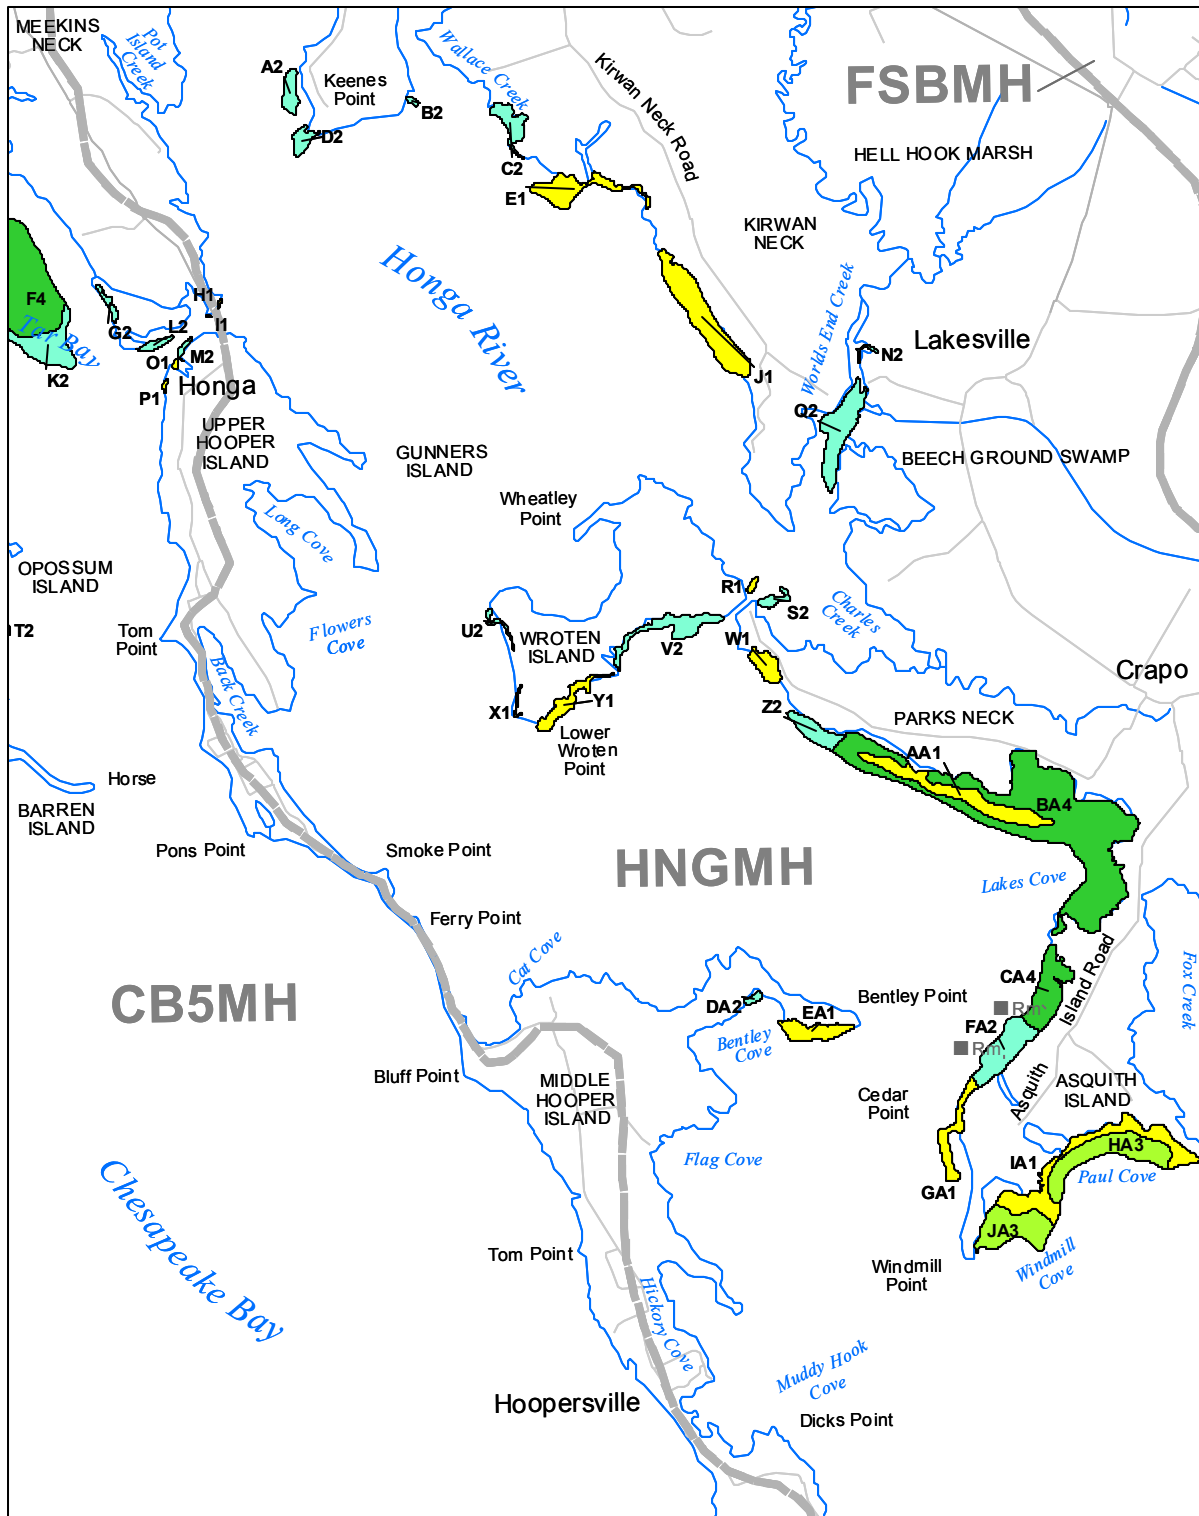 MEEKINS
NECK
Pot
Island
Creek
A2
Keenes
Point
B2
D2
Wallace Creek
C2
E1
Kirwan Neck Road
FSBMH
HELL HOOK MARSH
KIRWAN
NECK
Honga River
F4
Tar Bay
K2
G2
H1
I1
L2
M2
O1
P1
Honga
UPPER
HOOPER
ISLAND
GUNNERS
ISLAND
J1
Worlds End Creek
Lakesville
N2
Q2
BEECH GROUND SWAMP
Wheatley
Point
Long Cove
OPOSSUM
ISLAND
T2
Tom
Point
Flowers
Cove
Back Creek
R1
S2
Charles
Creek
U2
WROTEN
ISLAND
V2
W1
X1
Y1
Lower
Wroten
Point
Z2
Crapo
PARKS NECK
AA1
BA4
Horse
BARREN
ISLAND
Pons Point
Smoke Point
HNGMH
Lakes Cove
Ferry Point
Cat Cove
CB5MH
DA2
EA1
Bentley
Cove
Bentley Point
CA4
FA2
Island Road
Asquith
Fox Creek
Bluff Point
MIDDLE
HOOPER
ISLAND
Cedar
Point
ASQUITH
ISLAND
HA3
IA1
Paul Cove
GA1
JA3
Flag Cove
Chesapeake Bay
Tom Point
Windmill
Point
Windmill
Cove
Hickory Cove
Muddy Hook
Cove
Hoopersville
Dicks Point